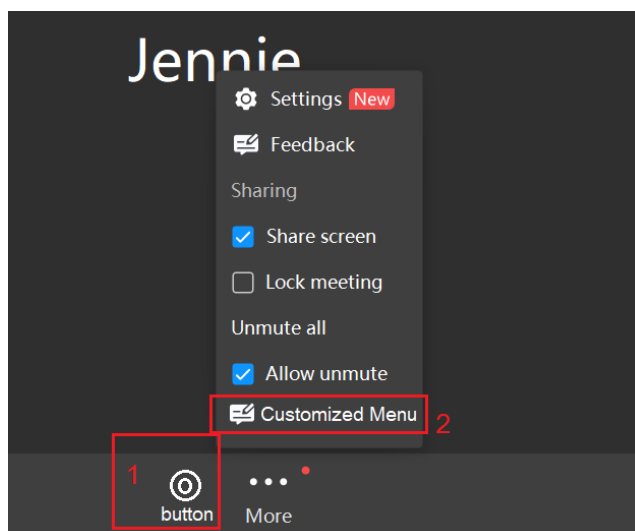 Jennie
Settings New
Feedback
Sharing
Share screen
Lock meeting
Unmute all
Allow unmute
Customized Menu 2
1
button More